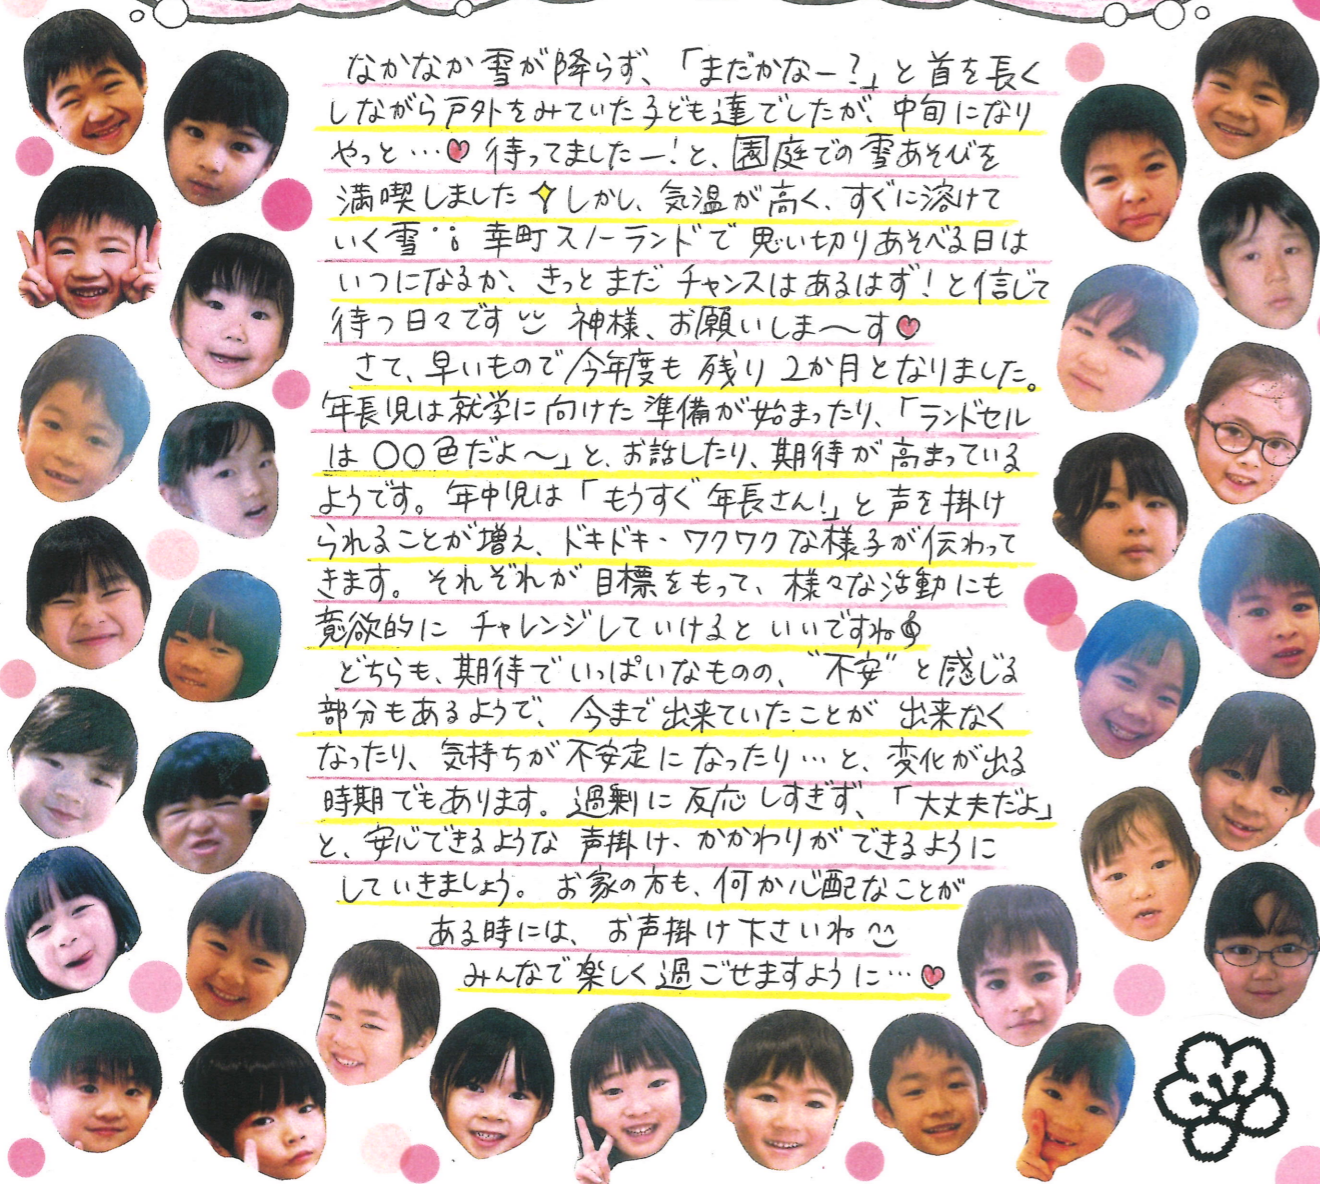 なかなか雪が降らず、「まだかなー?」と首を長く
しながら戸外をみていた子ども達でしたが、中旬になり
やっと…♥ 待ってましたー!と、園庭での雪あそびを
満喫しました✧しかし、気温が高く、すぐに溶けて
いく雪 幸町スノーランドで思い切りあそべる日は
いつになるか、きっとまだチャンスはあるはず!と信じて
待つ日々です 神様、お願いしま〜す♥
さて、早いもので今年度も残り2か月となりました。
年長児は就学に向けた準備が始まったり、「ランドセル
は〇〇色だよ〜」と、お話したり、期待が高まっている
ようです。年中児は「もうすぐ年長さん!」と声を掛け
られることが増え、ドキドキ・ワクワクな様子が伝わって
きます。それぞれが目標をもって、様々な活動にも
意欲的にチャレンジしていけるといいですね
どちらも、期待でいっぱいなものの、"不安"と感じる
部分もあるようで、今まで出来ていたことが出来なく
なったり、気持ちが不安定になったり…と、変化が出る
時期でもあります。過剰に反応しすぎず、「大丈夫だよ」
と、安心できるような声掛け、かかわりができるように
していきましょう。お家の方も、何か心配なことが
ある時には、お声掛け下さいね
みんなで楽しく過ごせますように…♥